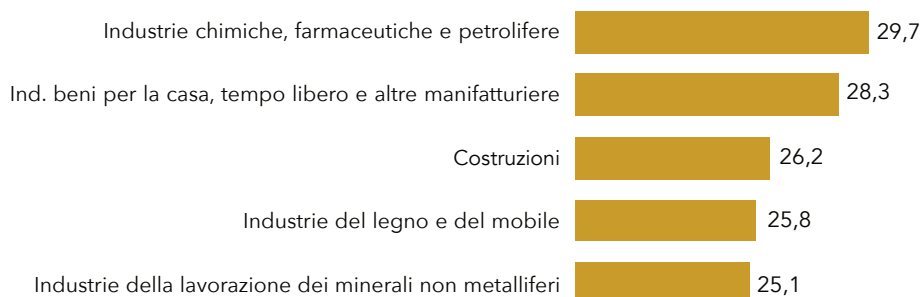 Industrie chimiche, farmaceutiche e petrolifere 29,7
Ind. beni per la casa, tempo libero e altre manifatturiere 28,3
Costruzioni 26,2
Industrie del legno e del mobile 25,8
Industrie della lavorazione dei minerali non metalliferi 25,1